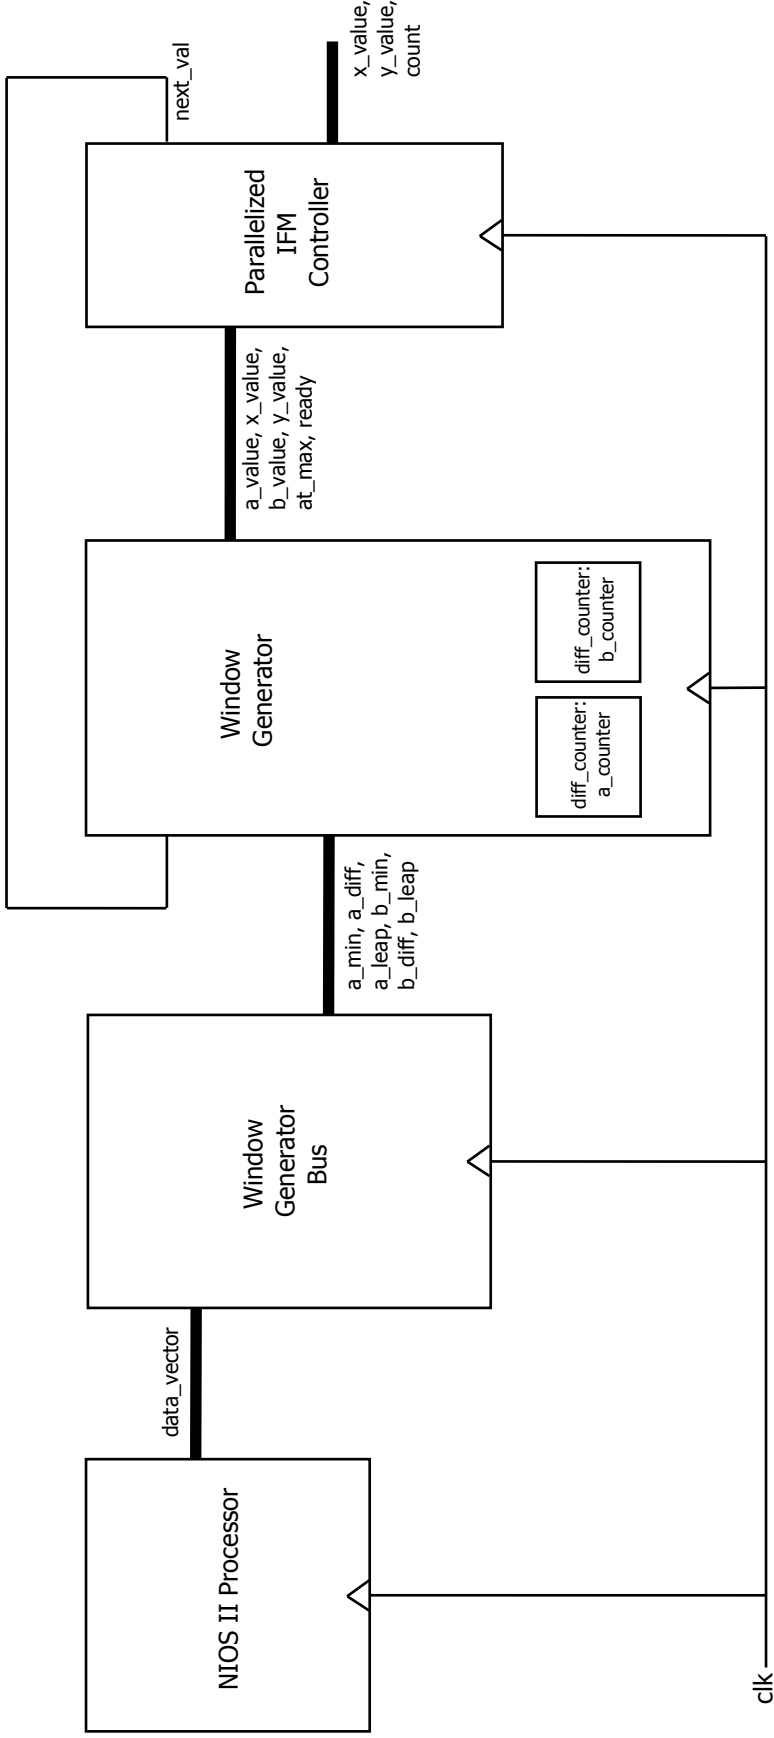 NIOS II Processor
data_vector
Window
Generator
Bus
a_min, a_diff,
a_leap, b_min,
b_diff, b_leap
Window
Generator
diff_counter:
a_counter
diff_counter:
b_counter
a_value, x_value,
b_value, y_value,
at_max, ready
Parallelized
IFM
Controller
next_val
x_value,
y_value,
count
clk